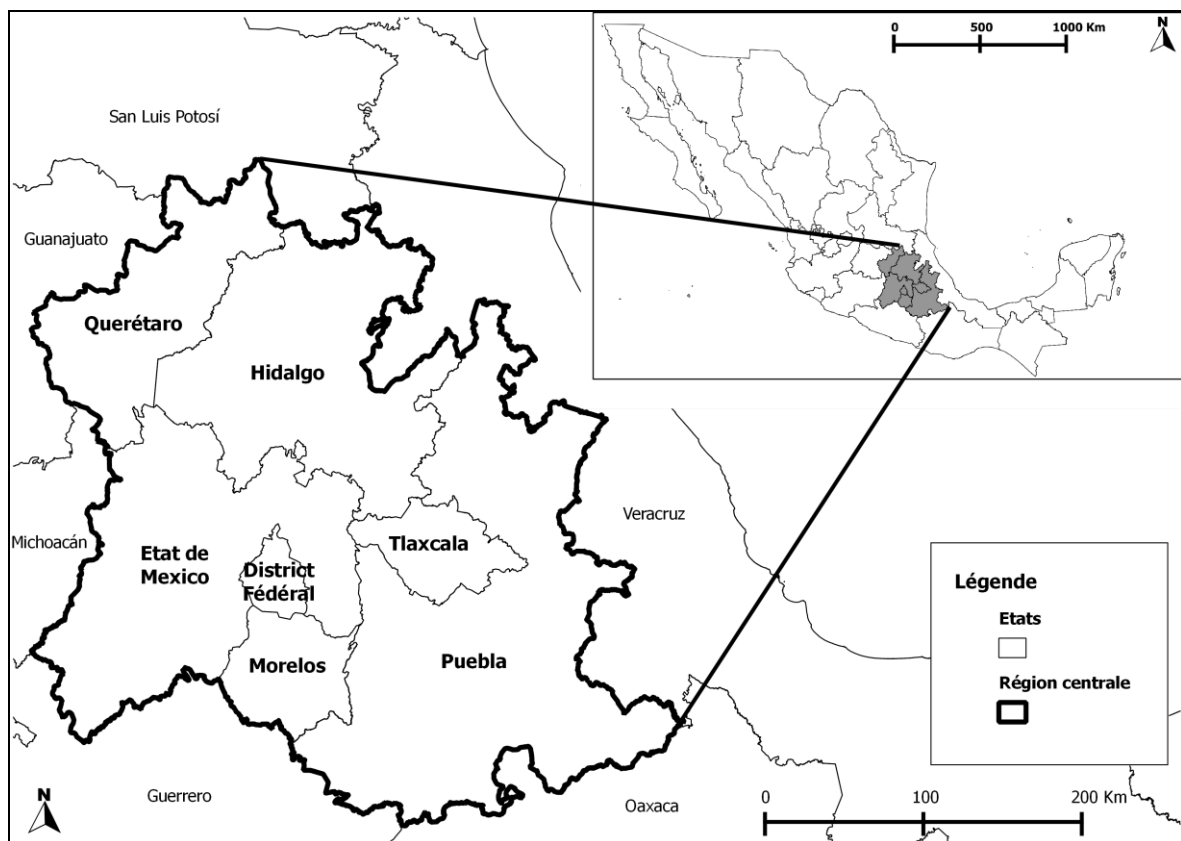 0 500 1000 Km
N
San Luis Potosí
Guanajuato
Querétaro
Hidalgo
Michoacán
Etat de
Mexico
District
Fédéral
Tlaxcala
Veracruz
Morelos
Puebla
Guerrero
Oaxaca
Légende
Etats
Région centrale
N
0 100 200 Km